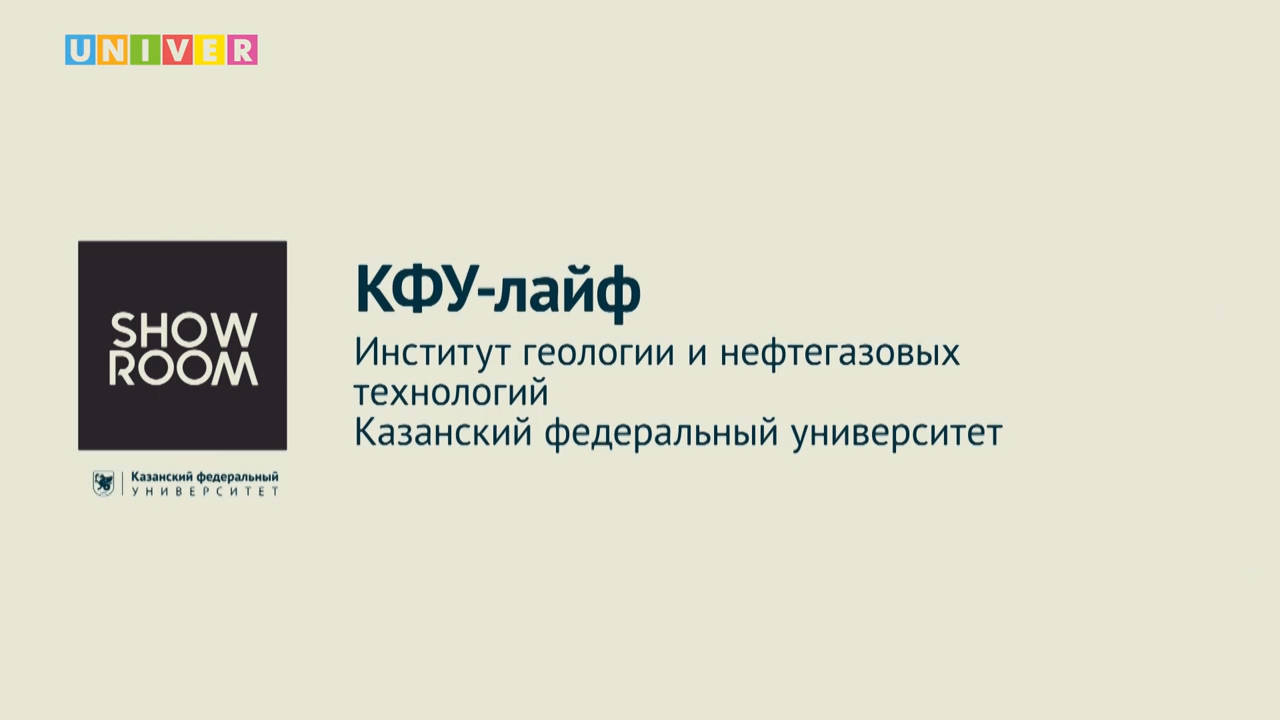 UNIVER
SHOW
ROOM
Казанский федеральный
УНИВЕРСИТЕТ
КФУ-лайф
Институт геологии и нефтегазовых
технологий
Казанский федеральный университет